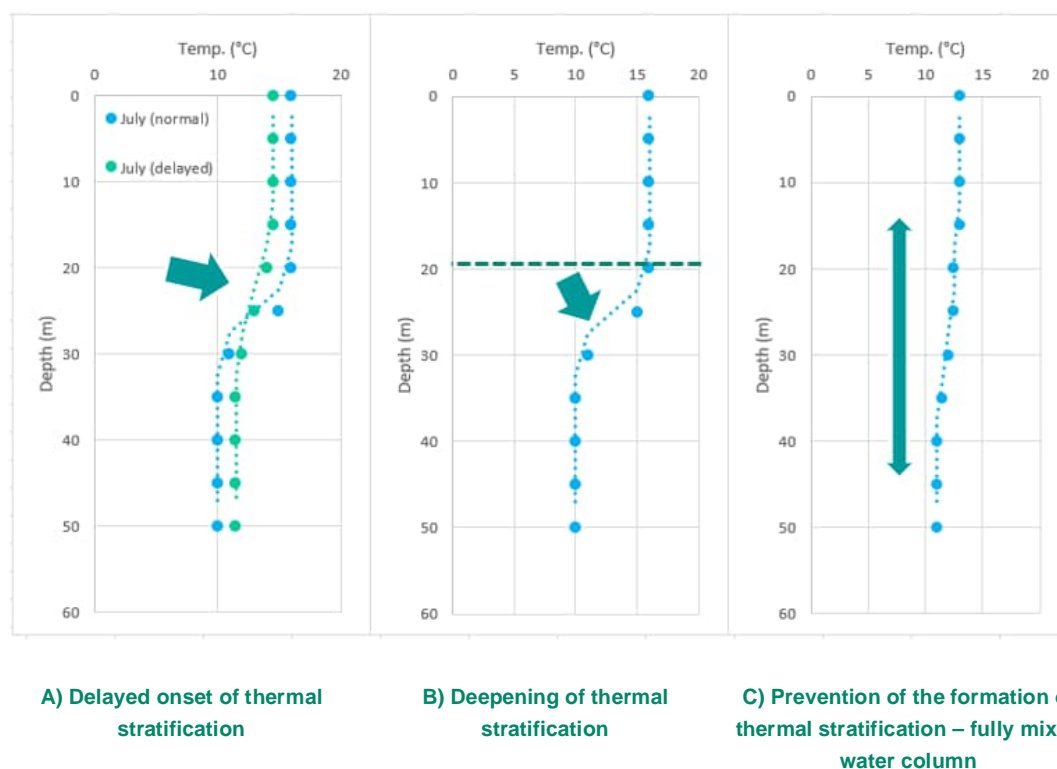 Temp. (°C)
0 10 20
0
10
20
30
40
50
60
Depth (m)
July (normal)
July (delayed)
Temp. (°C)
0 5 10 15 20
0
10
20
30
40
50
60
Depth (m)
Temp. (°C)
0 5 10 15 20
0
10
20
30
40
50
60
Depth (m)
A) Delayed onset of thermal
stratification
B) Deepening of thermal
stratification
C) Prevention of the formation
thermal stratification – fully
water column